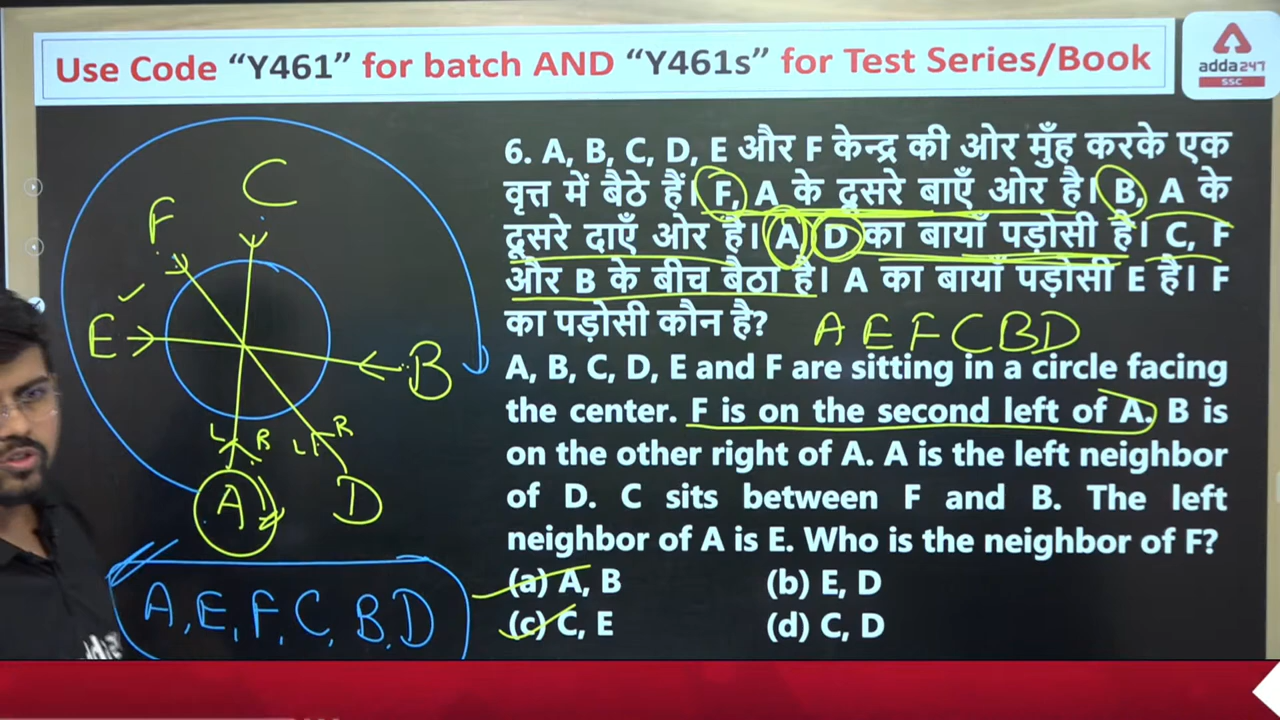 Use Code “Y461” for batch AND “Y461s” for Test Series/Book
adda247
SSC
6. A, B, C, D, E और F केन्द्र की ओर मुँह करके एक
वृत्त में बैठे हैं। F, A के दूसरे बाएँ ओर है। B, A के
दूसरे दाएँ ओर है। A, D का बायाँ पड़ोसी है। C, F
और B के बीच बैठा है। A का बायाँ पड़ोसी E है। F
का पड़ोसी कौन है?
A E F C B D
A, B, C, D, E and F are sitting in a circle facing
the center. F is on the second left of A. B is
on the other right of A. A is the left neighbor
of D. C sits between F and B. The left
neighbor of A is E. Who is the neighbor of F?
(a) A, B
(b) E, D
(c) C, E
(d) C, D
C
F
E
B
L R
L R
A
D
A, E, F, C, B, D